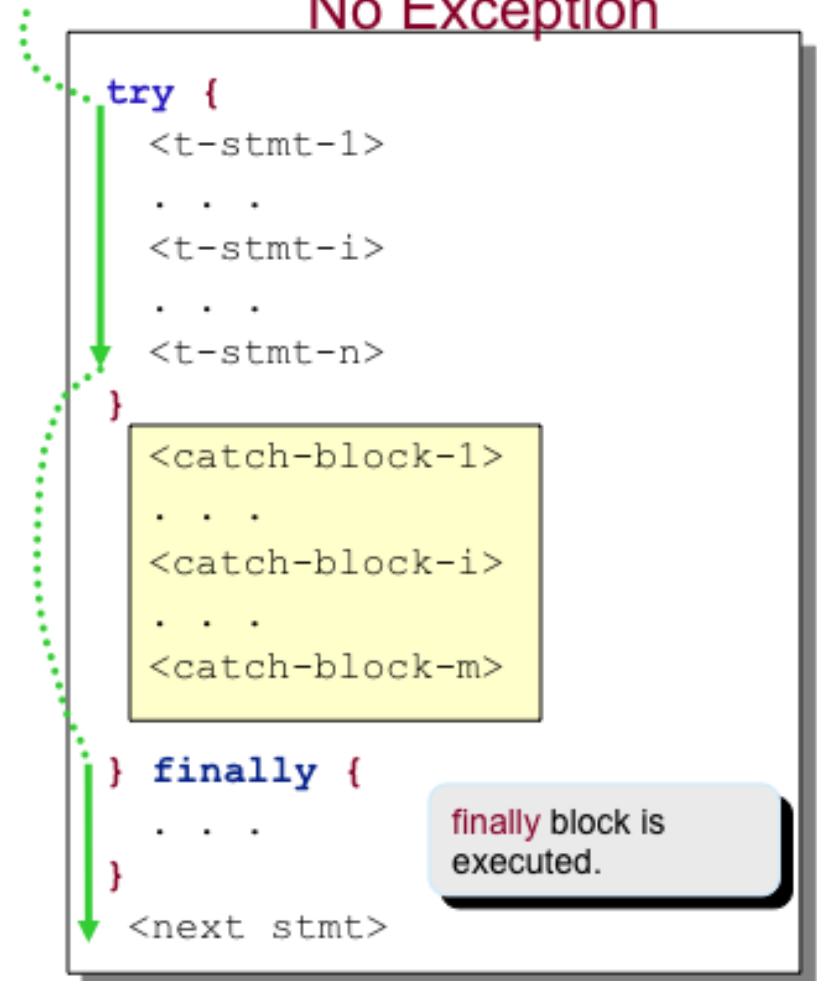 No Exception
try {
<t-stmt-1>
. . .
<t-stmt-i>
. . .
<t-stmt-n>
}
<catch-block-1>
. . .
<catch-block-i>
. . .
<catch-block-m>
} finally {
. . .
}
<next stmt>
finally block is
executed.